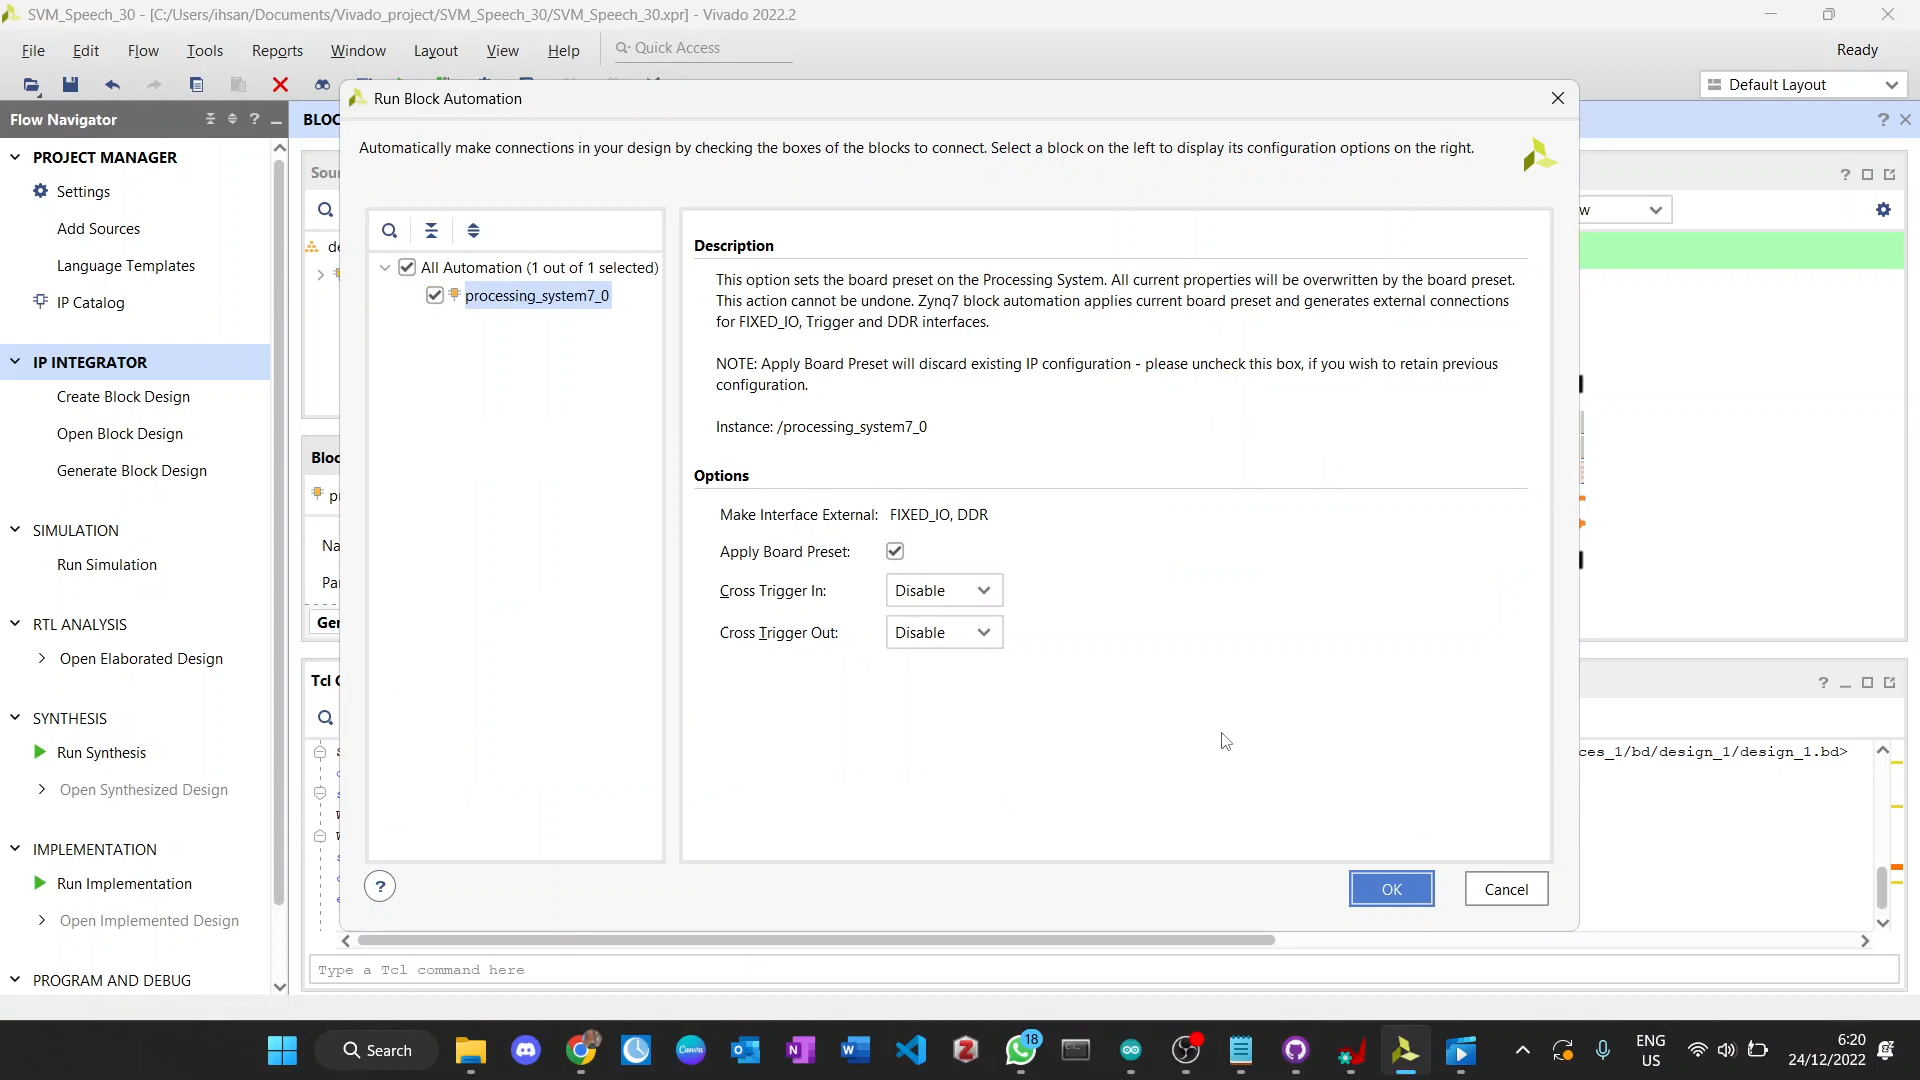 SVM_Speech_30 - [C:/Users/ihsan/Documents/Vivado_project/SVM_Speech_30/SVM_Speech_30.xpr] - Vivado 2022.2
File Edit Flow Tools Reports Window Layout View Help Quick Access
Ready
Default Layout
Flow Navigator
PROJECT MANAGER
Settings
Add Sources
Language Templates
IP Catalog
IP INTEGRATOR
Create Block Design
Open Block Design
Generate Block Design
SIMULATION
Run Simulation
RTL ANALYSIS
Open Elaborated Design
SYNTHESIS
Run Synthesis
Open Synthesized Design
IMPLEMENTATION
Run Implementation
Open Implemented Design
PROGRAM AND DEBUG
Run Block Automation
Automatically make connections in your design by checking the boxes of the blocks to connect. Select a block on the left to display its configuration options on the right.
All Automation (1 out of 1 selected)
processing_system7_0
Description
This option sets the board preset on the Processing System. All current properties will be overwritten by the board preset.
This action cannot be undone. Zynq7 block automation applies current board preset and generates external connections
for FIXED_IO, Trigger and DDR interfaces.
NOTE: Apply Board Preset will discard existing IP configuration - please uncheck this box, if you wish to retain previous
configuration.
Instance: /processing_system7_0
Options
Make Interface External: FIXED_IO, DDR
Apply Board Preset:
Cross Trigger In: Disable
Cross Trigger Out: Disable
? OK Cancel
ces_1/bd/design_1/design_1.bd>
Type a Tcl command here
Search
18
ENG
US
6:20
24/12/2022